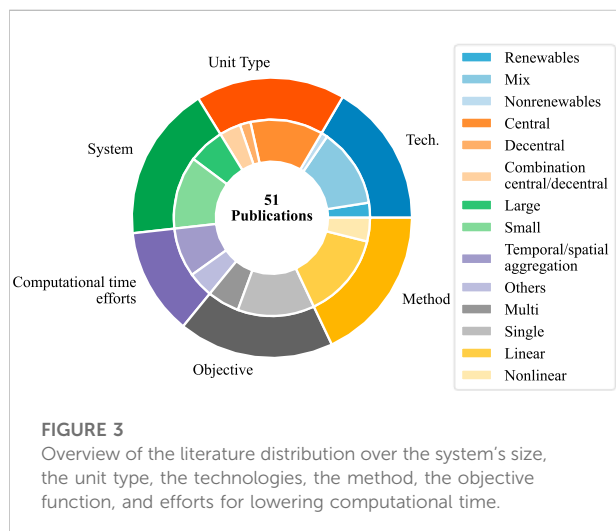 Unit Type
System
Tech.
51
Publications
Computational time
efforts
Method
Objective
Renewables
Mix
Nonrenewables
Central
Decentral
Combination
central/decentral
Large
Small
Temporal/spatial
aggregation
Others
Multi
Single
Linear
Nonlinear
FIGURE 3
Overview of the literature distribution over the system's size,
the unit type, the technologies, the method, the objective
function, and efforts for lowering computational time.